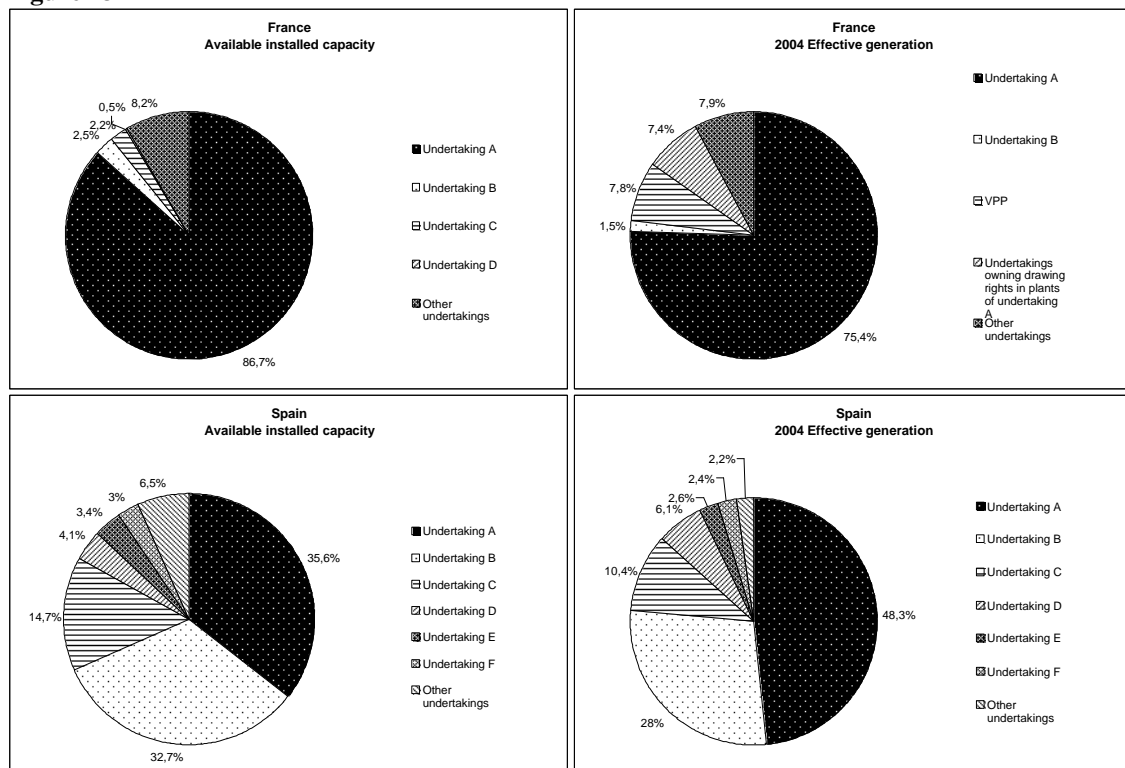 France
Available installed capacity
0,5%
8,2%
2,2%
2,5%
86,7%
Undertaking A
Undertaking B
Undertaking C
Undertaking D
Other
undertakings
France
2004 Effective generation
7,9%
7,4%
7,8%
1,5%
75,4%
Undertaking A
Undertaking B
VPP
Undertakings
owning drawing
rights in plants
of undertaking
A
Other
undertakings
Spain
Available installed capacity
6,5%
3%
3,4%
4,1%
14,7%
32,7%
35,6%
Undertaking A
Undertaking B
Undertaking C
Undertaking D
Undertaking E
Undertaking F
Other
undertakings
Spain
2004 Effective generation
2,2%
2,4%
2,6%
6,1%
10,4%
28%
48,3%
Undertaking A
Undertaking B
Undertaking C
Undertaking D
Undertaking E
Undertaking F
Other
undertakings